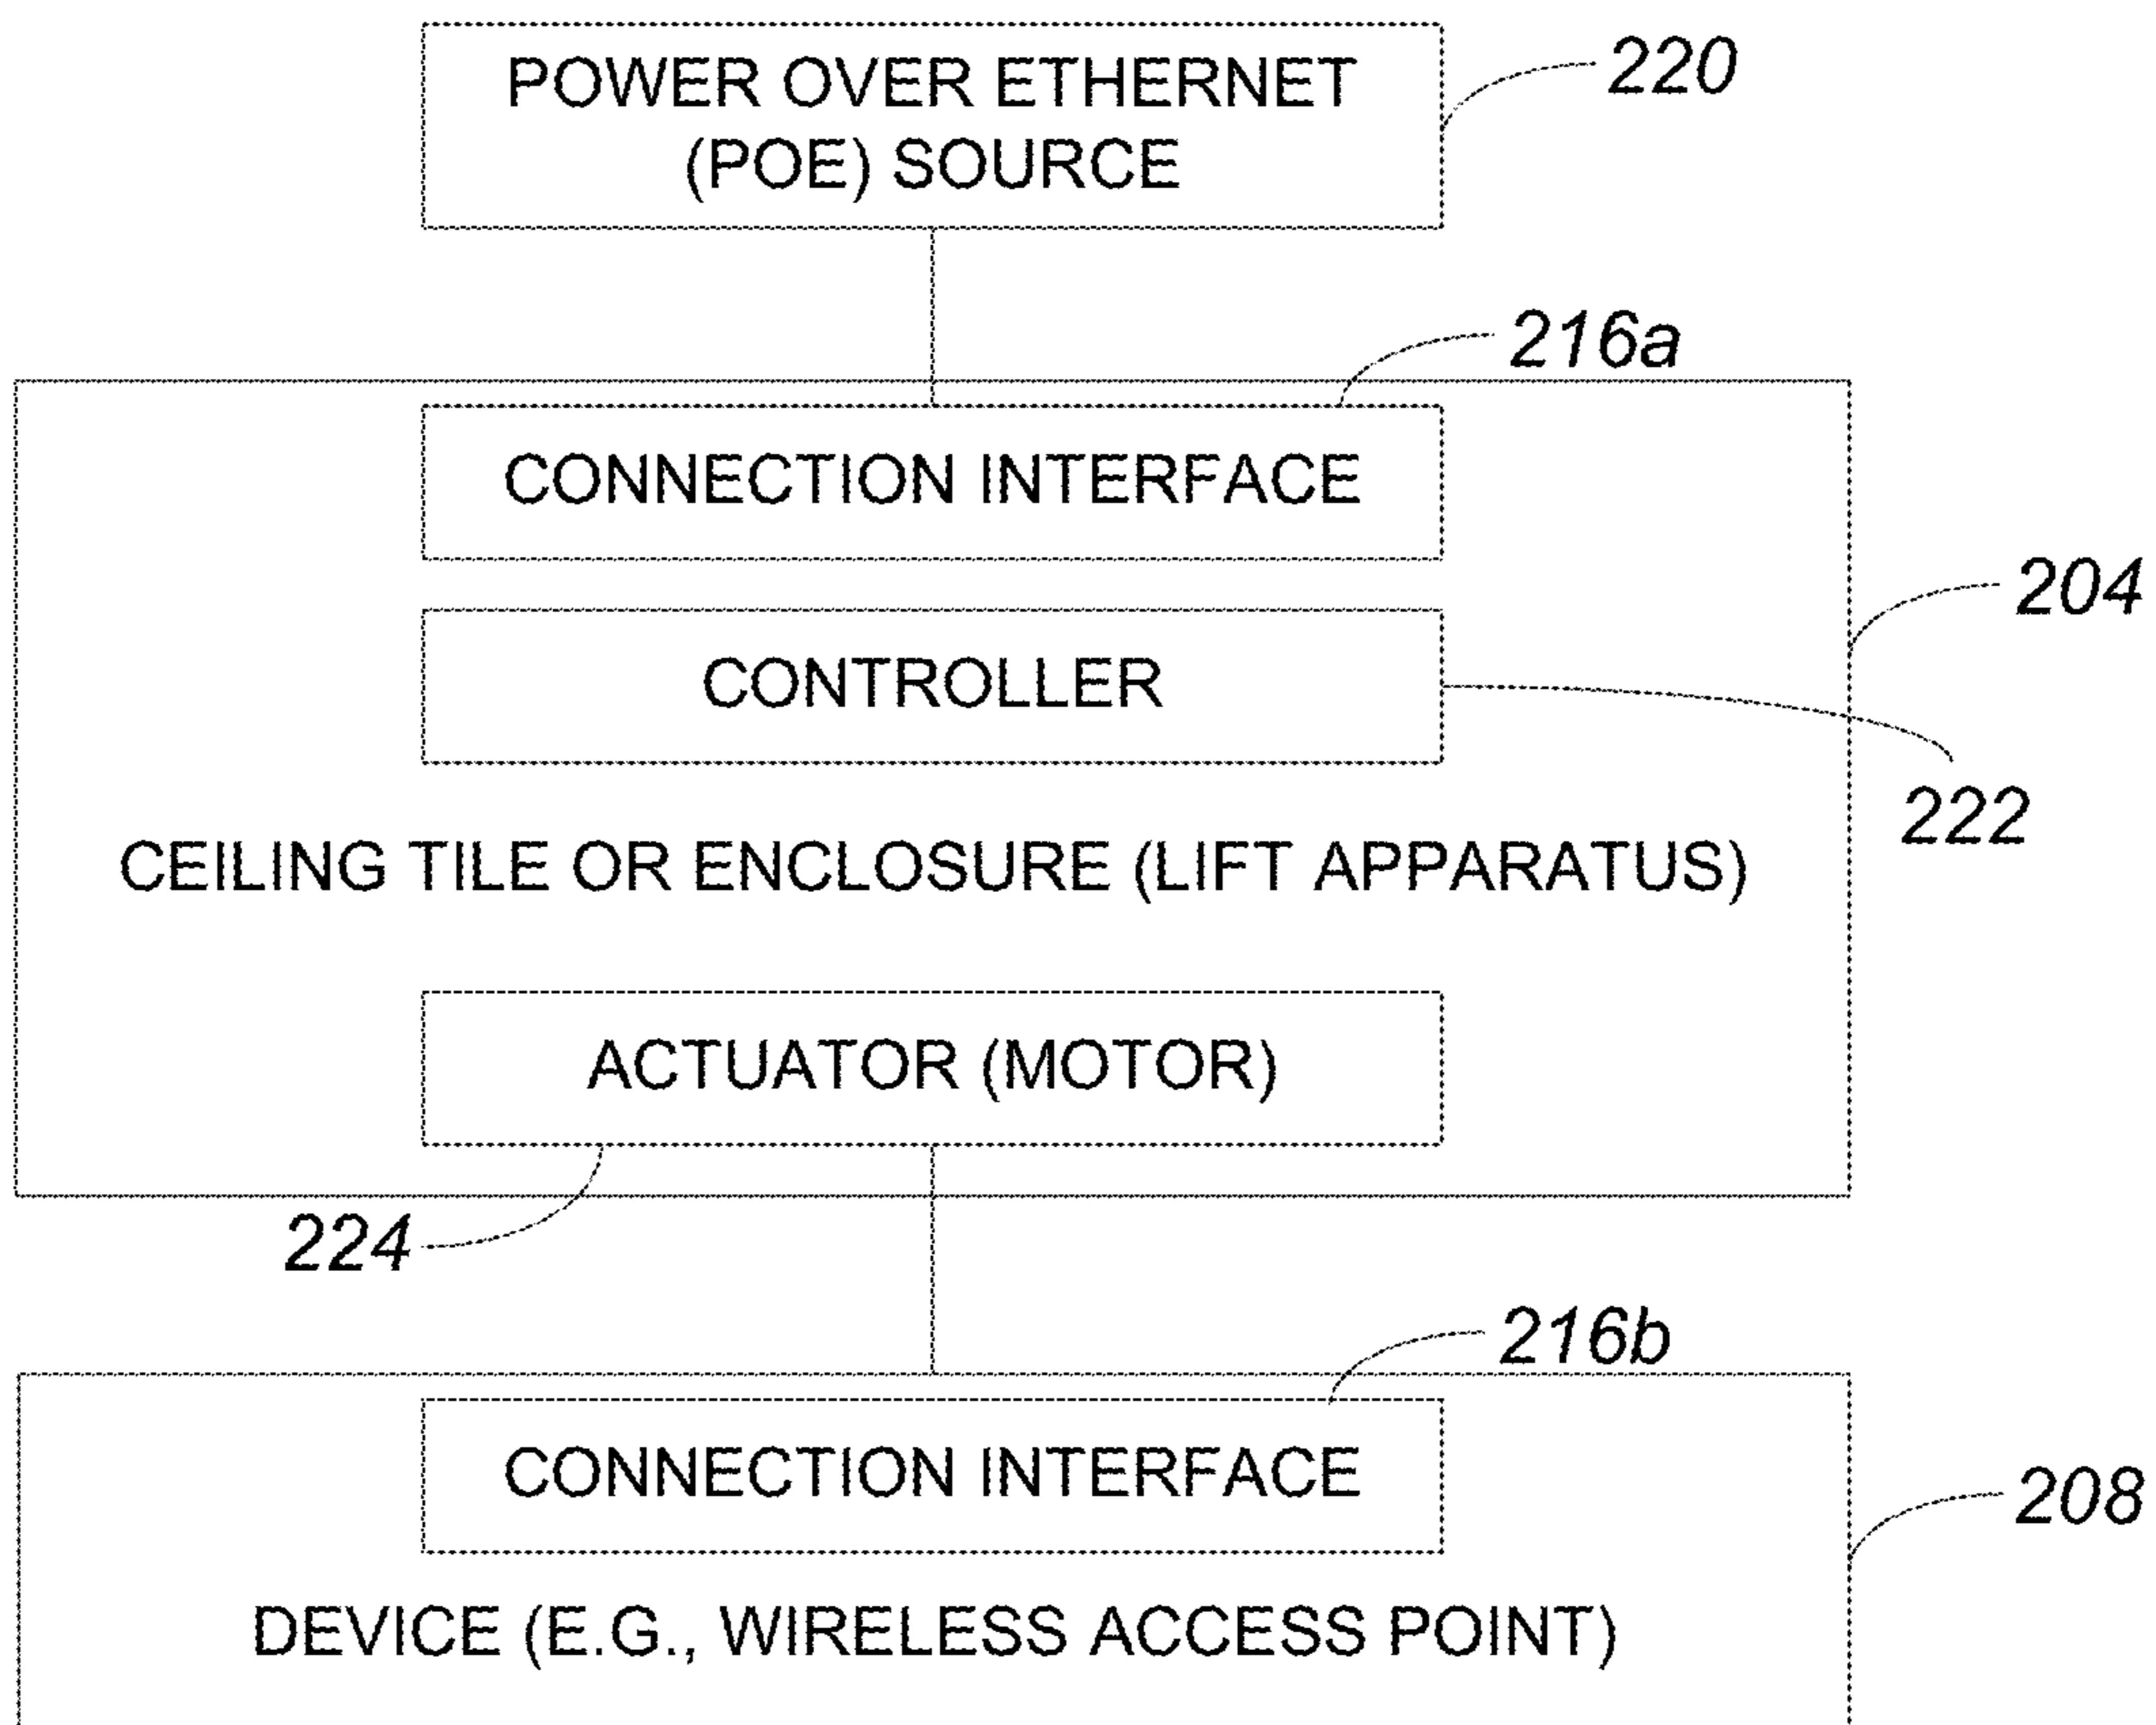 POWER OVER ETHERNET
(POE) SOURCE
220
216a
CONNECTION INTERFACE
204
CONTROLLER
222
CEILING TILE OR ENCLOSURE (LIFT APPARATUS)
ACTUATOR (MOTOR)
224
216b
CONNECTION INTERFACE
208
DEVICE (E.G., WIRELESS ACCESS POINT)